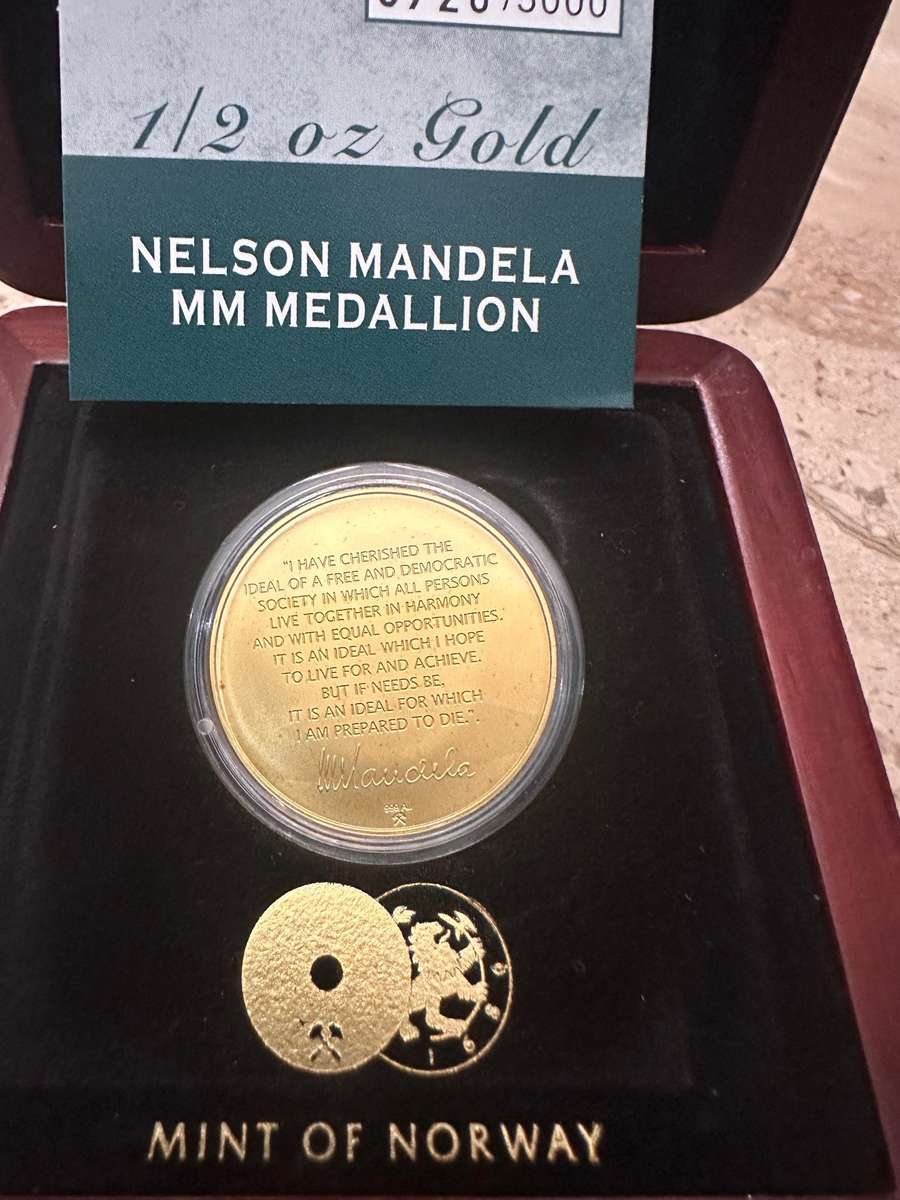 /5000
1/2 oz Gold
NELSON MANDELA
MM MEDALLION
"I HAVE CHERISHED THE
IDEAL OF A FREE AND DEMOCRATIC
SOCIETY IN WHICH ALL PERSONS
LIVE TOGETHER IN HARMONY
AND WITH EQUAL OPPORTUNITIES.
IT IS AN IDEAL WHICH I HOPE
TO LIVE FOR AND ACHIEVE.
BUT IF NEEDS BE,
IT IS AN IDEAL FOR WHICH
I AM PREPARED TO DIE.".
Mandela
1686
MINT OF NORWAY